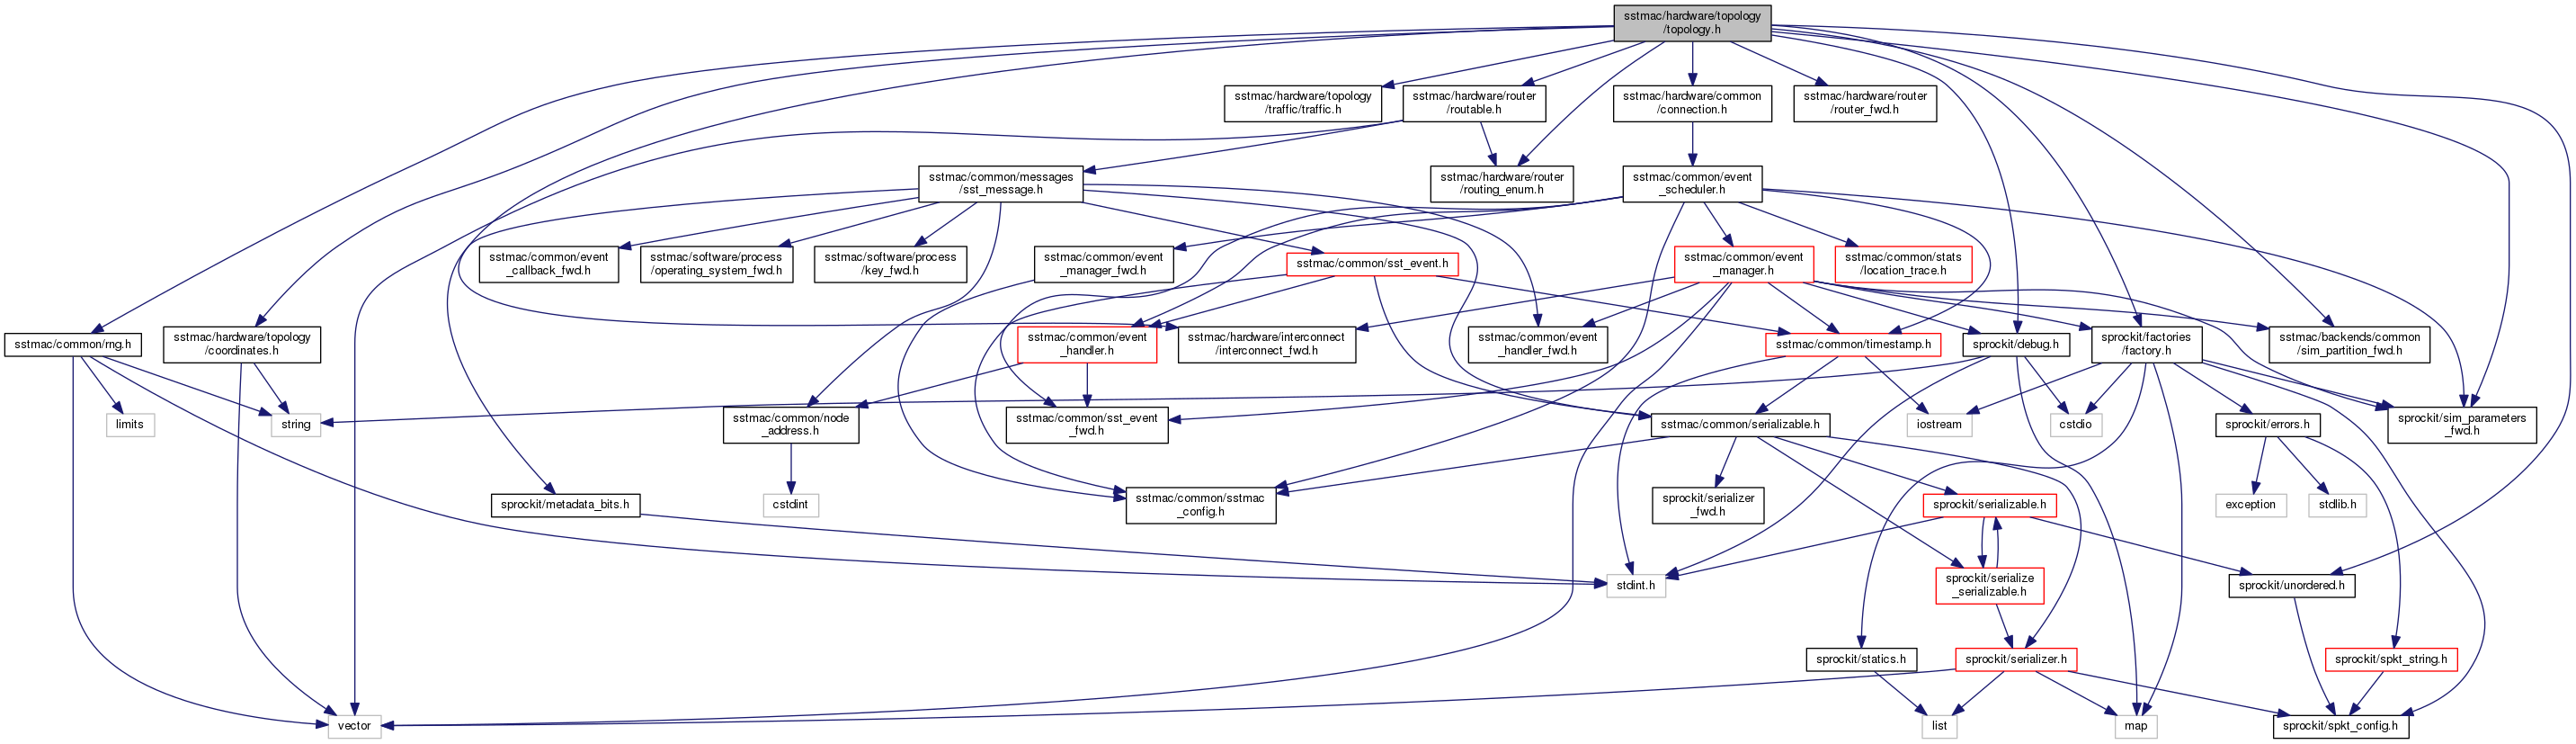 sstmac/hardware/topology
/topology.h
sstmac/hardware/topology
/traffic/traffic.h
sstmac/hardware/router
/routable.h
sstmac/hardware/common
/connection.h
sstmac/hardware/router
/router_fwd.h
sstmac/common/messages
/sst_message.h
sstmac/hardware/router
/routing_enum.h
sstmac/common/event
_scheduler.h
sstmac/common/event
_callback_fwd.h
sstmac/software/process
/operating_system_fwd.h
sstmac/software/process
/key_fwd.h
sstmac/common/event
_manager_fwd.h
sstmac/common/sst_event.h
sstmac/common/event
_manager.h
sstmac/common/stats
/location_trace.h
sstmac/common/rng.h
sstmac/hardware/topology
/coordinates.h
sstmac/hardware/interconnect
/interconnect_fwd.h
sstmac/common/event
_handler.h
sstmac/common/event
_handler_fwd.h
sstmac/common/timestamp.h
sprockit/debug.h
sprockit/factories
/factory.h
sstmac/backends/common
/sim_partition_fwd.h
limits
string
sstmac/common/node
_address.h
sstmac/common/sst_event
_fwd.h
sstmac/common/serializable.h
iostream
cstdio
sprockit/errors.h
sprockit/sim_parameters
_fwd.h
sprockit/metadata_bits.h
cstdint
sstmac/common/sstmac
_config.h
sprockit/serializer
_fwd.h
sprockit/serializable.h
exception
stdlib.h
stdint.h
sprockit/serialize
_serializable.h
sprockit/unordered.h
sprockit/statics.h
sprockit/serializer.h
sprockit/spkt_string.h
vector
list
map
sprockit/spkt_config.h